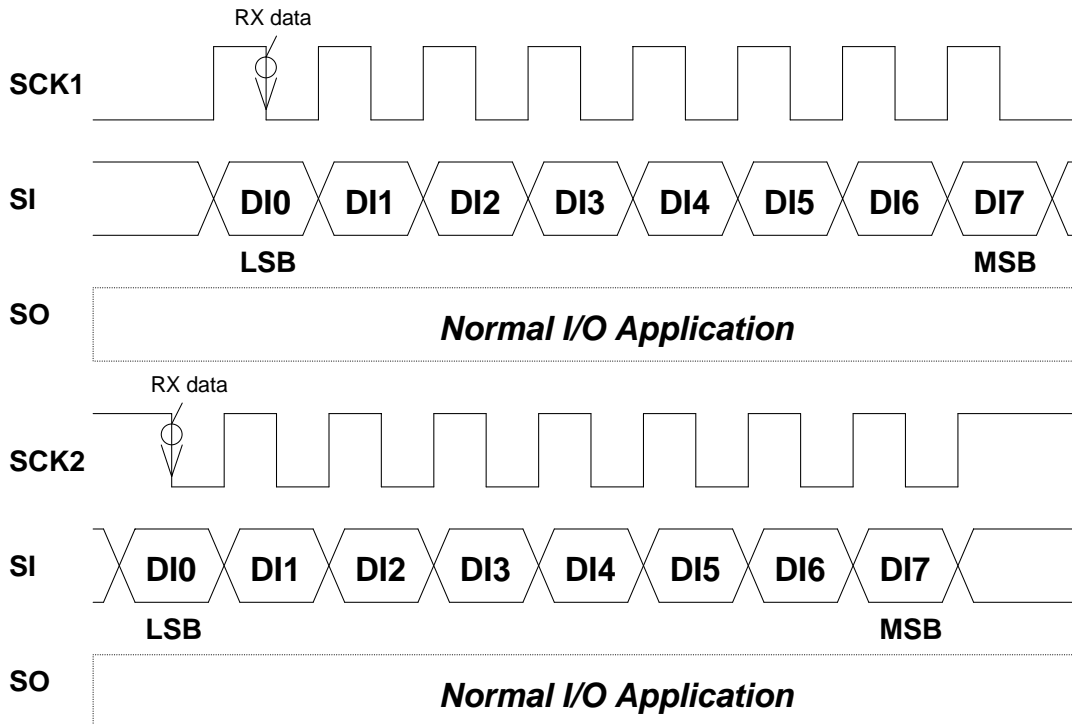 RX data
SCK1
SI DI0 DI1 DI2 DI3 DI4 DI5 DI6 DI7
LSB MSB
SO Normal I/O Application
RX data
SCK2
SI DI0 DI1 DI2 DI3 DI4 DI5 DI6 DI7
LSB MSB
SO Normal I/O Application